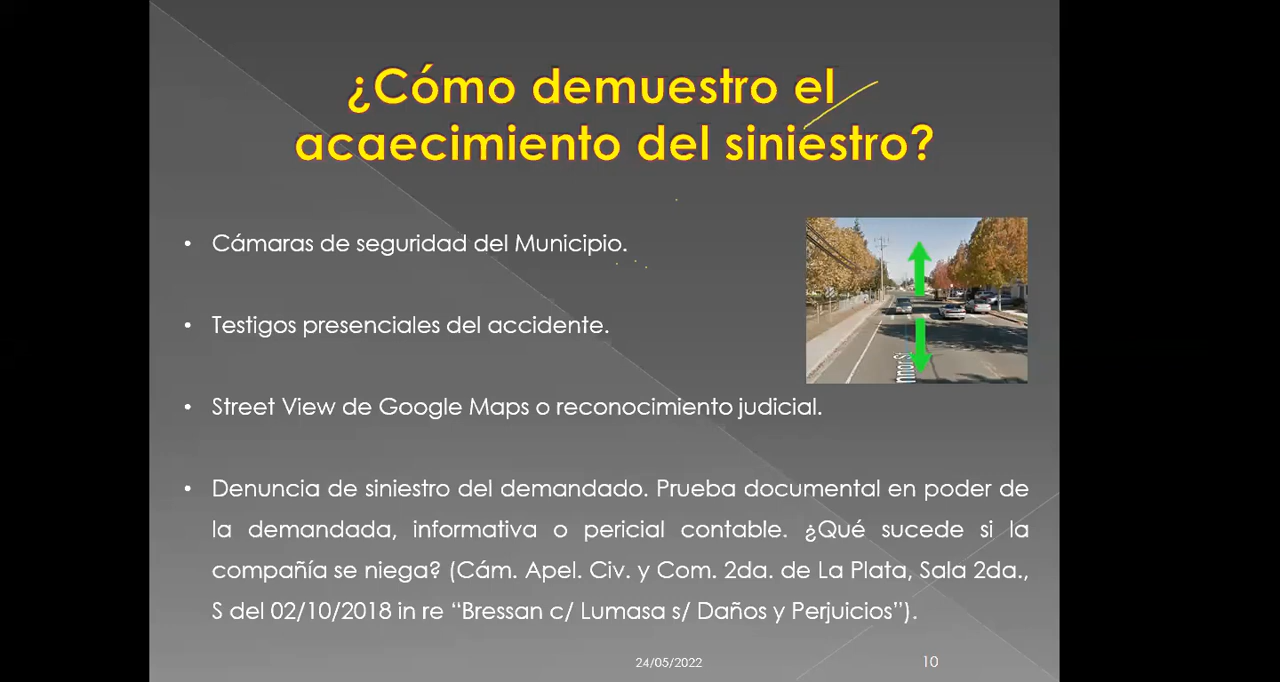 ¿Cómo demuestro el
acaecimiento del siniestro?
• Cámaras de seguridad del Municipio.
• Testigos presenciales del accidente.
• Street View de Google Maps o reconocimiento judicial.
• Denuncia de siniestro del demandado. Prueba documental en poder de
la demandada, informativa o pericial contable. ¿Qué sucede si la
compañía se niega? (Cám. Apel. Civ. y Com. 2da. de La Plata, Sala 2da.,
S del 02/10/2018 in re “Bressan c/ Lumasa s/ Daños y Perjuicios”).
24/05/2022
10